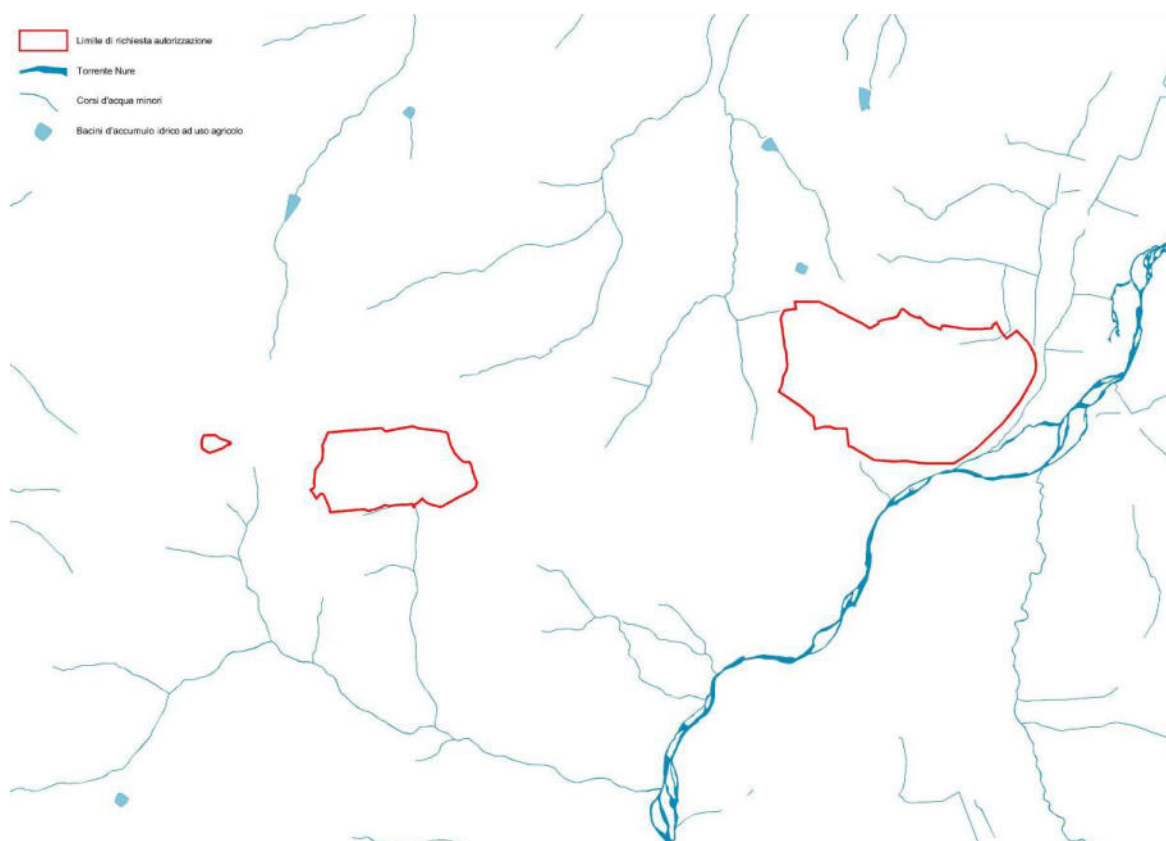 Limite di richiesta autorizzazione
Torrente Nure
Corsi d'acqua minori
Bacini d'accumulo idrico ad uso agricolo